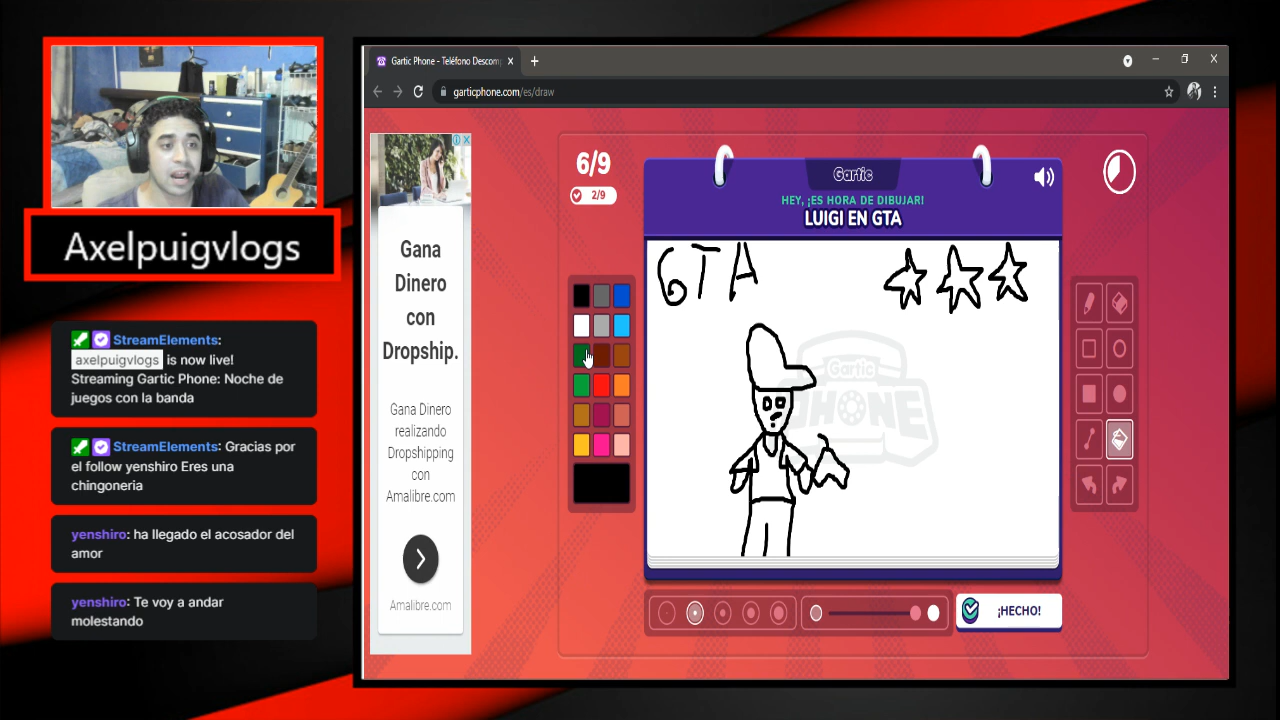 Axelpuigvlogs
StreamElements:
axelpuigvlogs is now live!
Streaming Gartic Phone: Noche de
juegos con la banda
StreamElements: Gracias por
el follow yenshiro Eres una
chingoneria
yenshiro: ha llegado el acosador del
amor
yenshiro: Te voy a andar
molestando
Gartic Phone - Teléfono Descom
garticphone.com/es/draw
Gana
Dinero
con
Dropship.
Gana Dinero
realizando
Dropshipping
con
Amalibre.com
Amalibre.com
6/9
2/9
Gartic
HEY, ¡ES HORA DE DIBUJAR!
LUIGI EN GTA
GTA
Gartic
PHONE
¡HECHO!